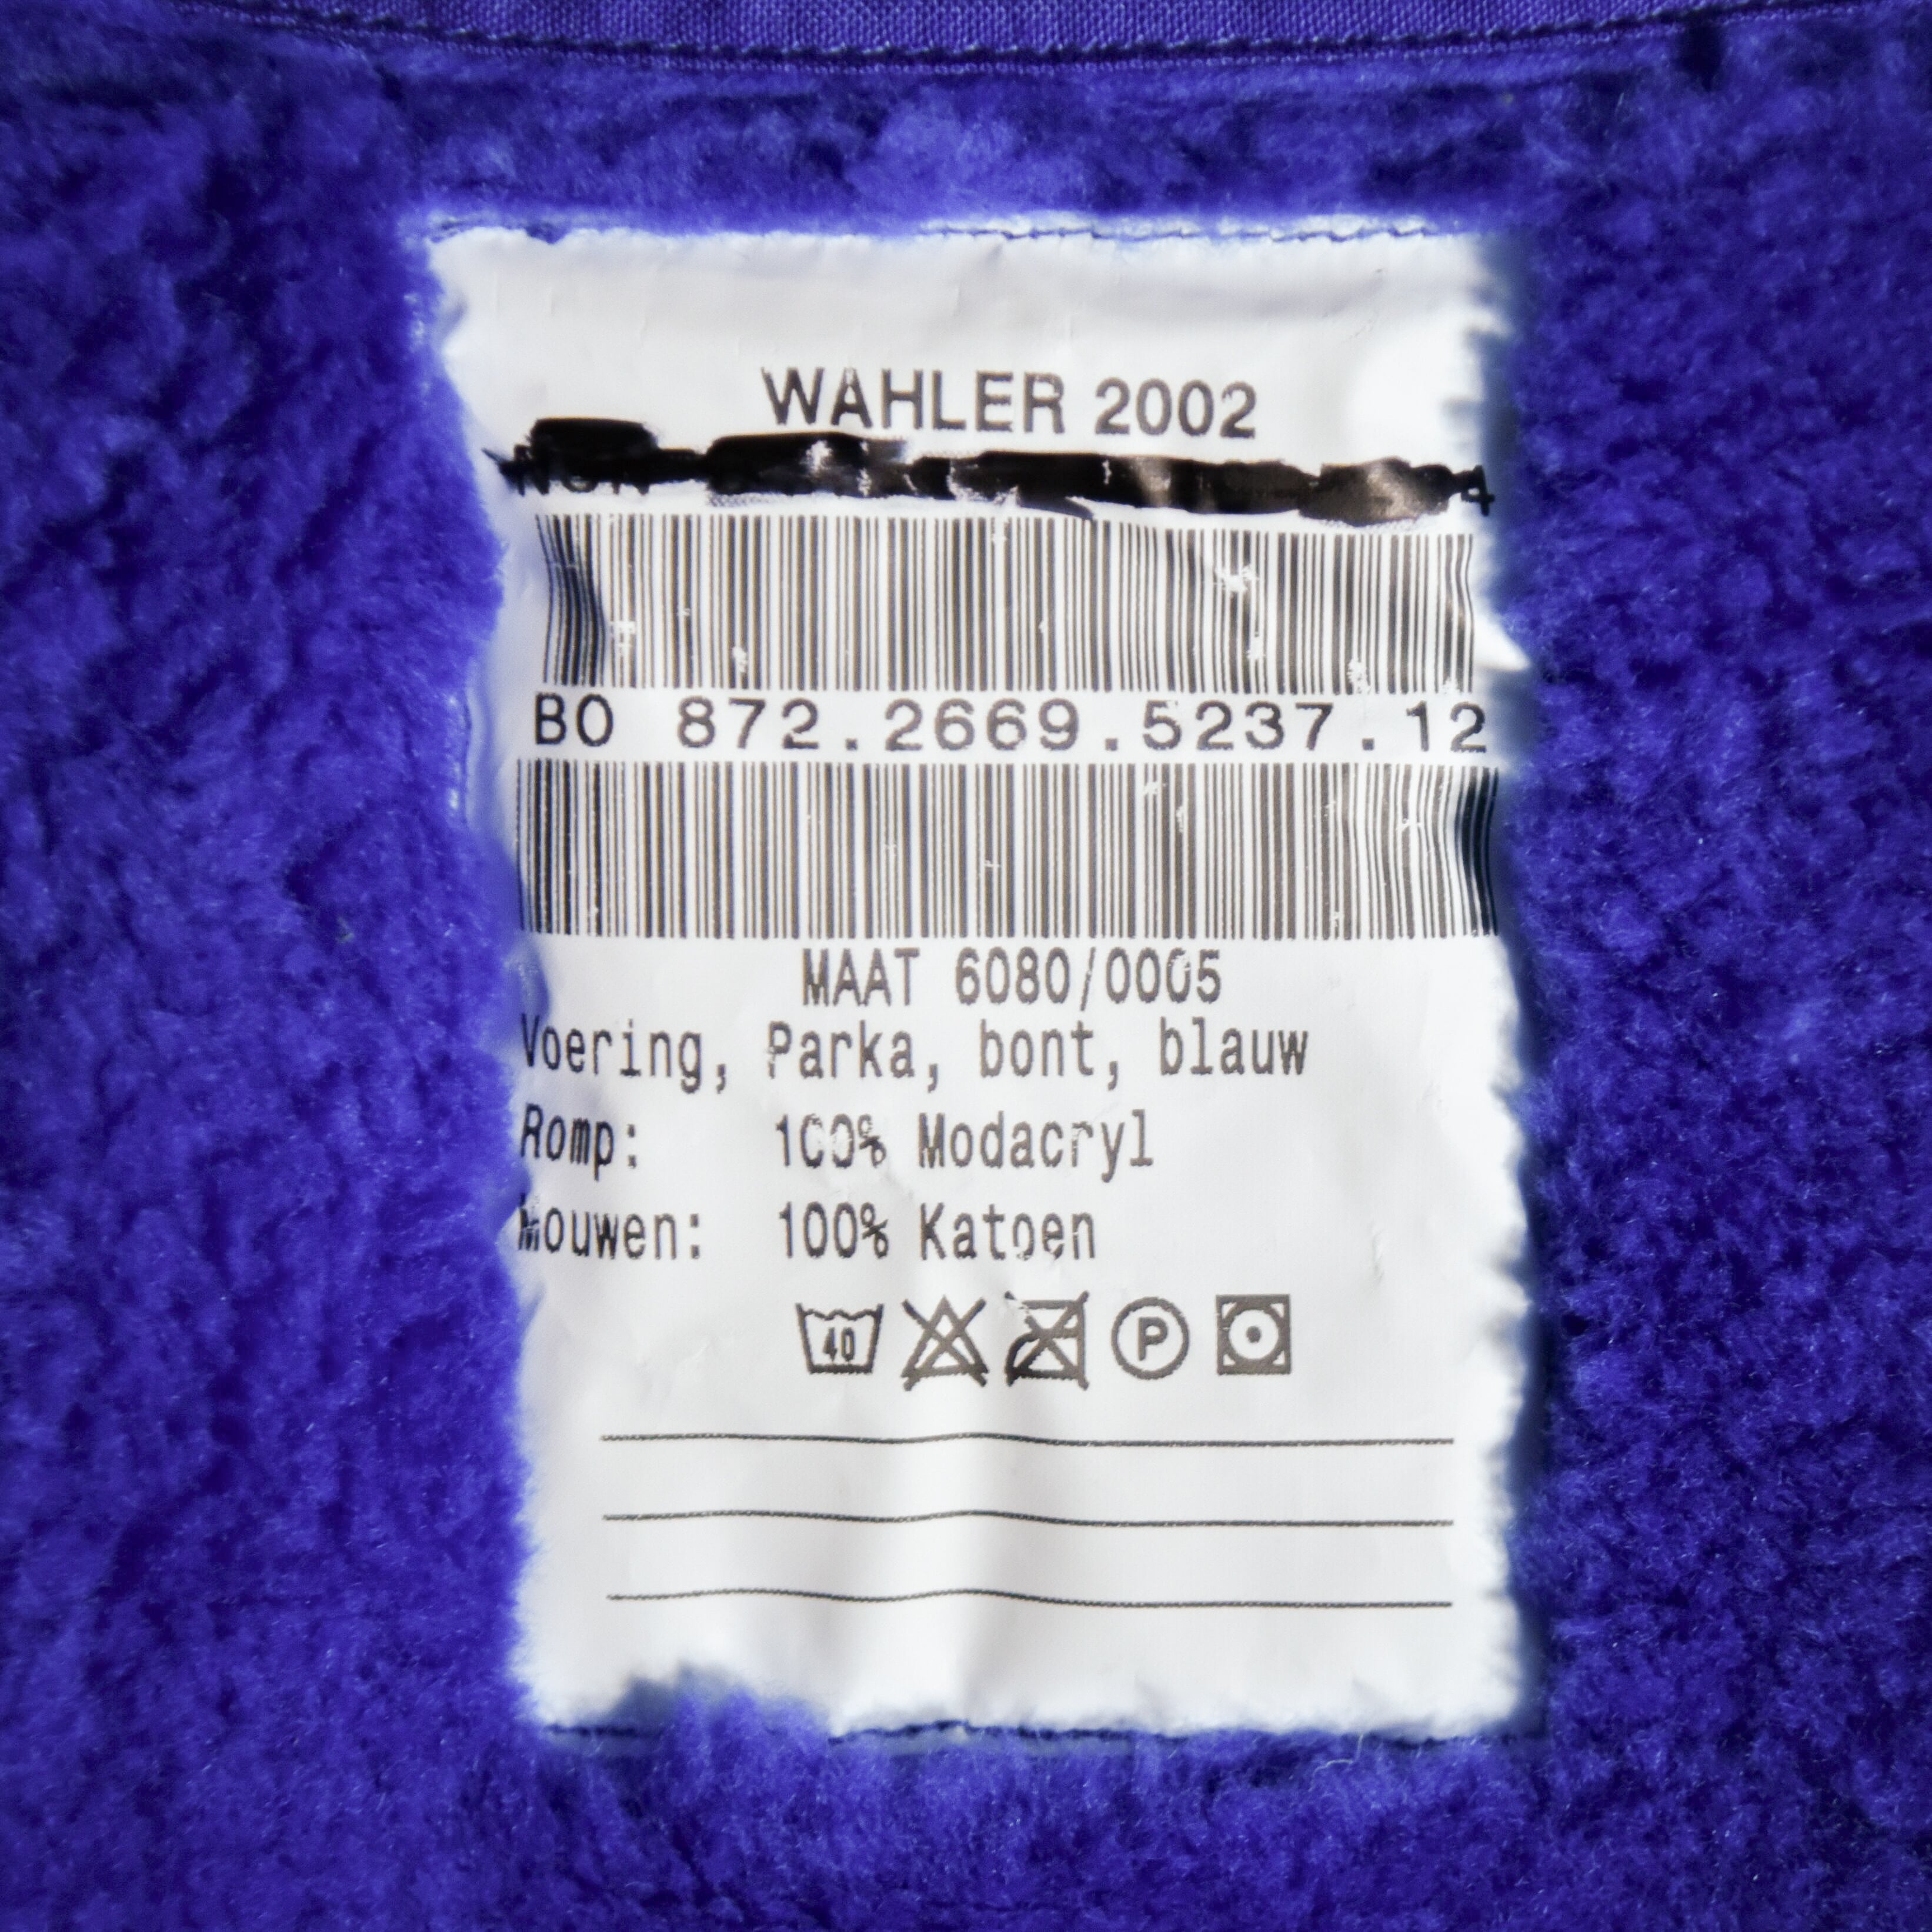 WAHLER 2002
BO 872.2669.5237.12
MAAT 6080/0005
Voering, Parka, bont, blauw
Romp: 100% Modacryl
Mouwen: 100% Katoen
40 P